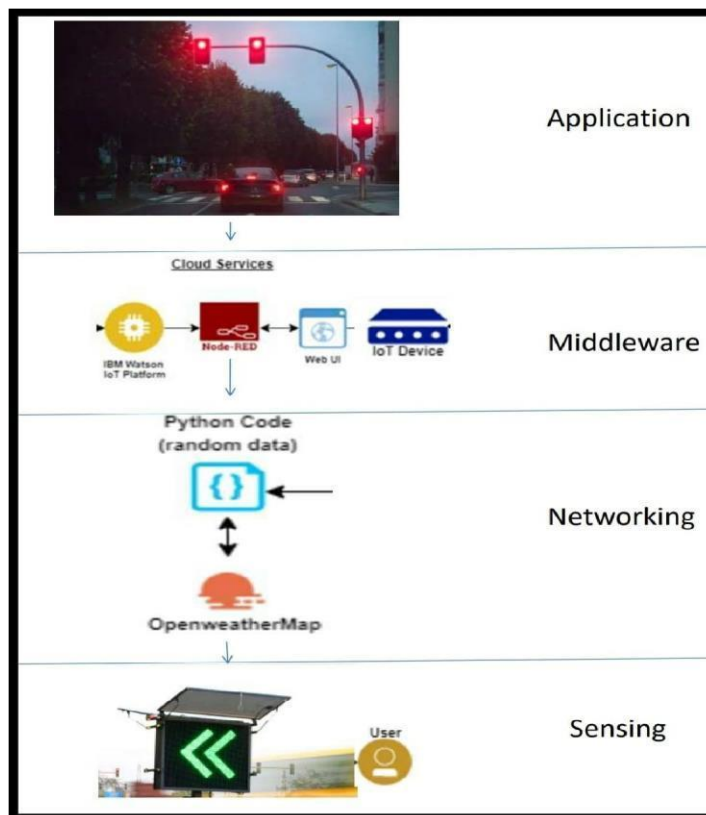 Application
Cloud Services
IBM Watson
IoT Platform
Node-RED
Web UI
IoT Device
Middleware
Python Code
(random data)
{}
Networking
OpenweatherMap
User
Sensing